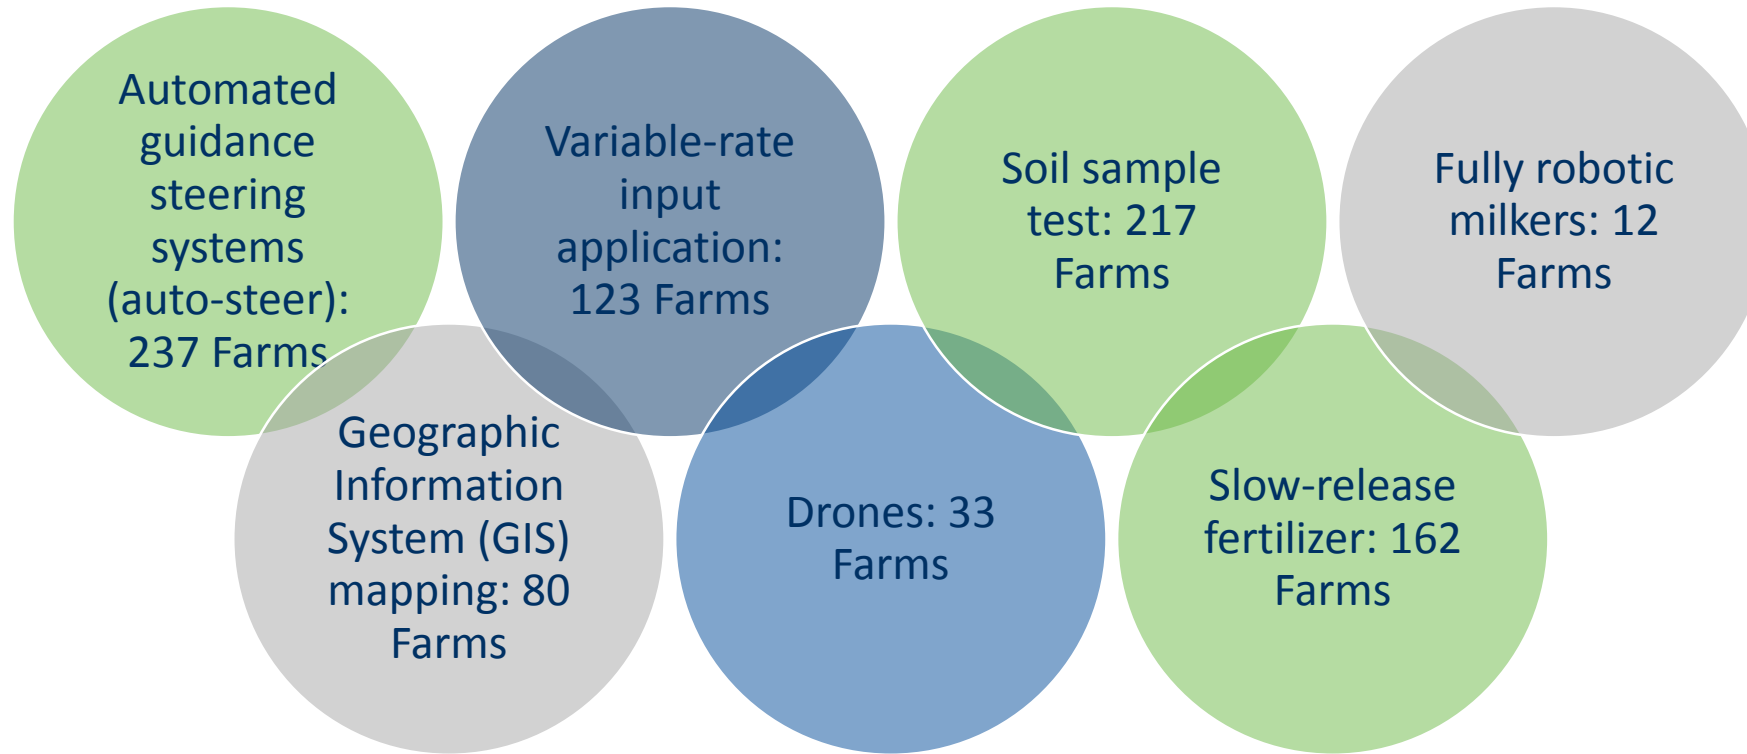 Automated
guidance
steering
systems
(auto-steer):
237 Farms
Geographic
Information
System (GIS)
mapping: 80
Farms
Variable-rate
input
application:
123 Farms
Drones: 33
Farms
Soil sample
test: 217
Farms
Slow-release
fertilizer: 162
Farms
Fully robotic
milkers: 12
Farms